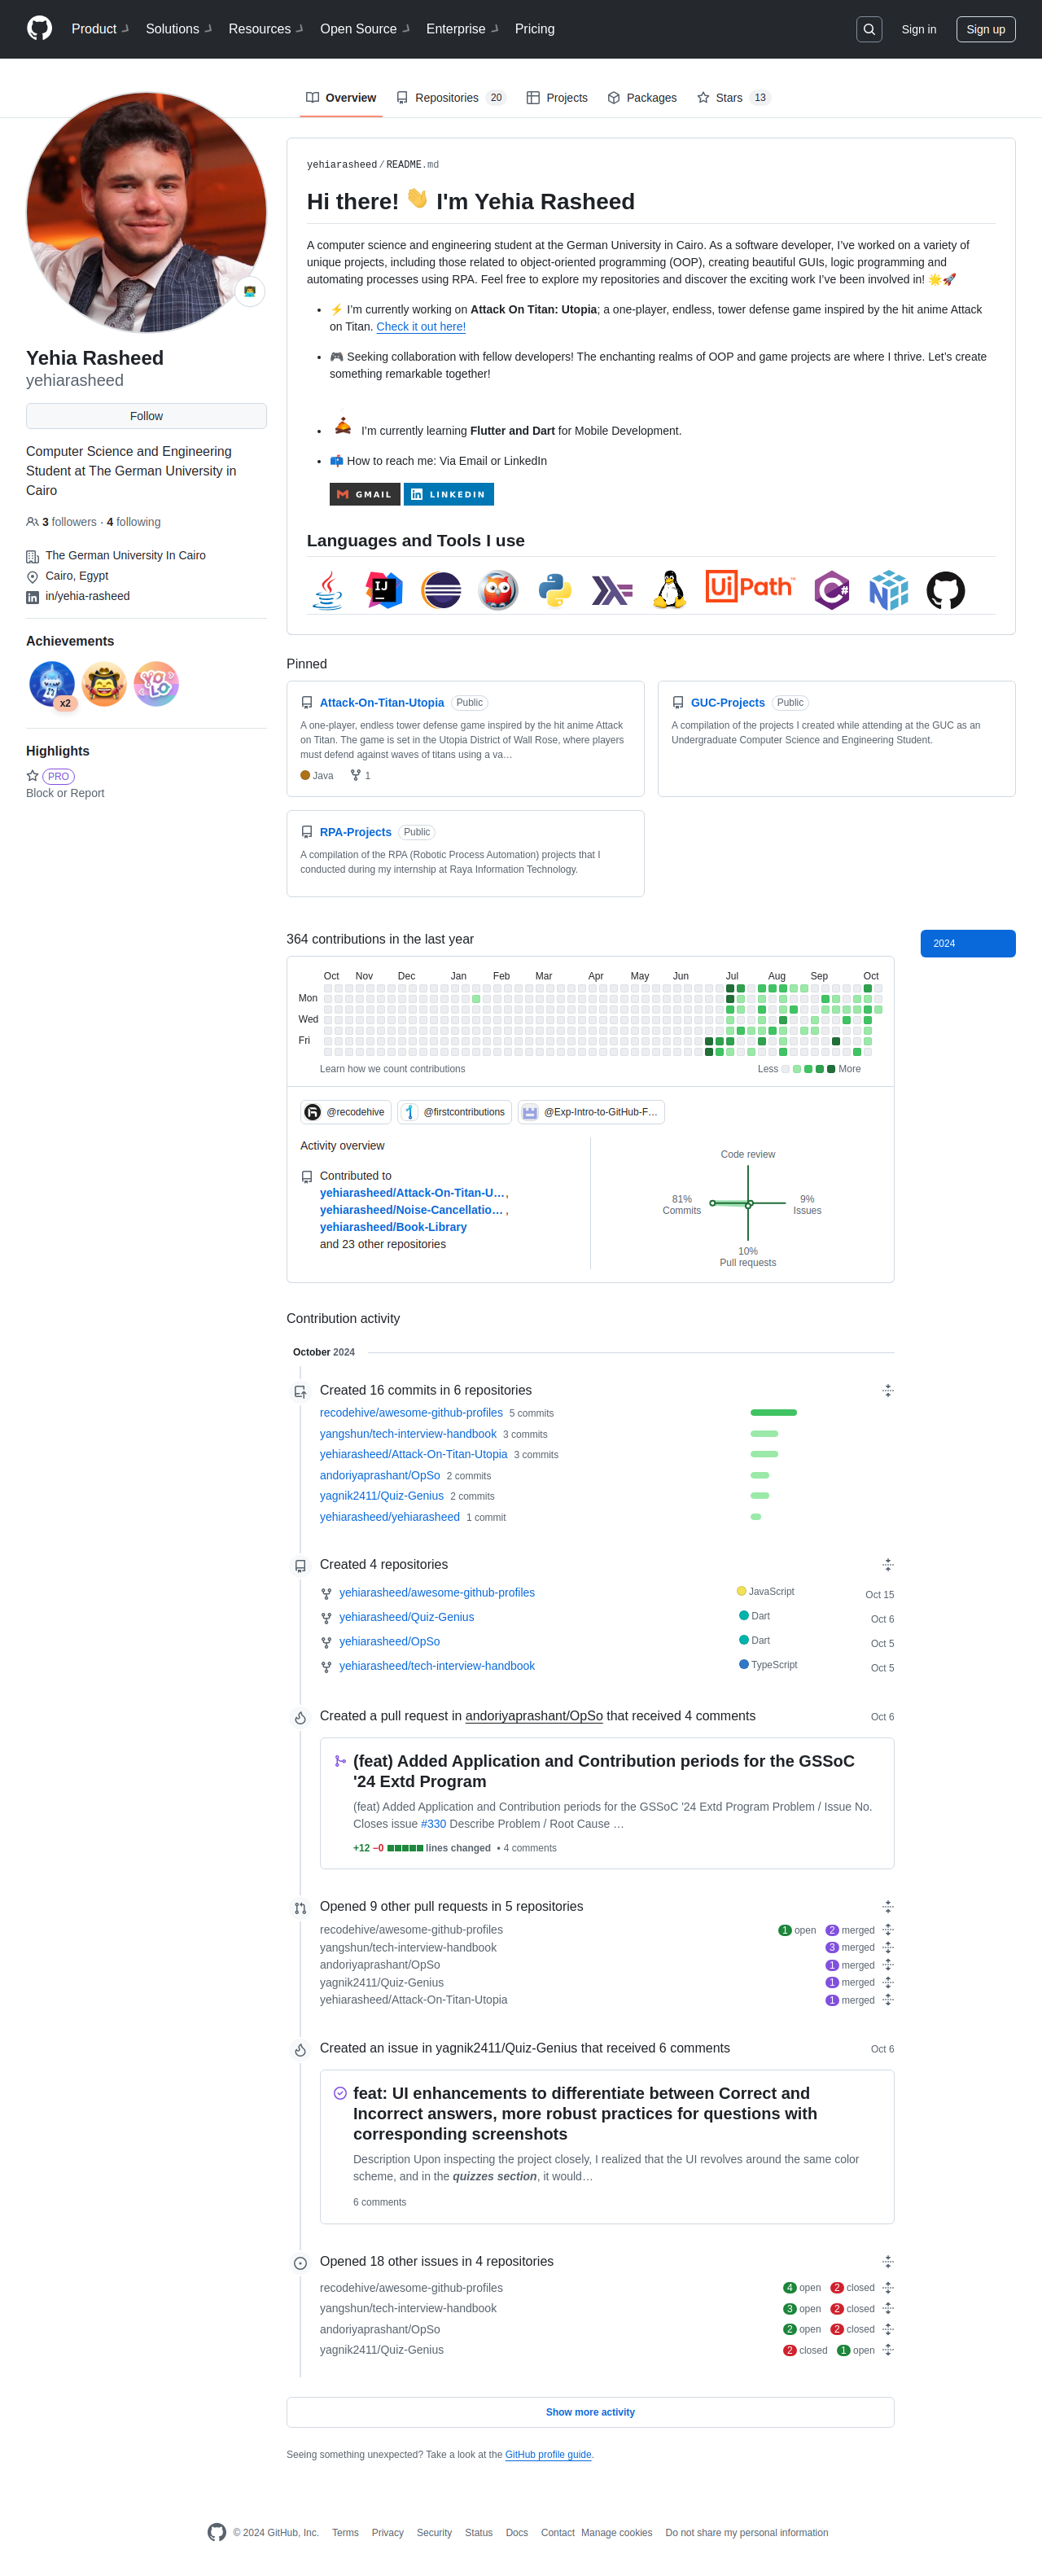 Product
Solutions
Resources
Open Source
Enterprise
Pricing
Sign in
Sign up
Overview
Repositories 20
Projects
Packages
Stars 13
Yehia Rasheed
yehiarasheed
Follow
Computer Science and Engineering
Student at The German University in
Cairo
3 followers · 4 following
The German University In Cairo
Cairo, Egypt
in/yehia-rasheed
Achievements
x2
YOLO
Highlights
PRO
Block or Report
yehiarasheed/README.md
Hi there! 👋 I'm Yehia Rasheed
A computer science and engineering student at the German University in Cairo. As a software developer, I’ve worked on a variety of
unique projects, including those related to object-oriented programming (OOP), creating beautiful GUIs, logic programming and
automating processes using RPA. Feel free to explore my repositories and discover the exciting work I’ve been involved in! 🌟🚀
⚡ I’m currently working on Attack On Titan: Utopia; a one-player, endless, tower defense game inspired by the hit anime Attack
on Titan. Check it out here!
🎮 Seeking collaboration with fellow developers! The enchanting realms of OOP and game projects are where I thrive. Let’s create
something remarkable together!
I’m currently learning Flutter and Dart for Mobile Development.
📫 How to reach me: Via Email or LinkedIn
GMAIL
LINKEDIN
Languages and Tools I use
IJ
UiPath™
C#
Pinned
Attack-On-Titan-Utopia Public
A one-player, endless tower defense game inspired by the hit anime Attack
on Titan. The game is set in the Utopia District of Wall Rose, where players
must defend against waves of titans using a va…
Java 1
GUC-Projects Public
A compilation of the projects I created while attending at the GUC as an
Undergraduate Computer Science and Engineering Student.
RPA-Projects Public
A compilation of the RPA (Robotic Process Automation) projects that I
conducted during my internship at Raya Information Technology.
364 contributions in the last year
2024
Oct Nov Dec Jan Feb Mar Apr May Jun Jul Aug Sep Oct
Mon
Wed
Fri
Learn how we count contributions
Less More
@recodehive
@firstcontributions
@Exp-Intro-to-GitHub-F…
Activity overview
Contributed to
yehiarasheed/Attack-On-Titan-U…,
yehiarasheed/Noise-Cancellatio…,
yehiarasheed/Book-Library
and 23 other repositories
Code review
81%
Commits
9%
Issues
10%
Pull requests
Contribution activity
October 2024
Created 16 commits in 6 repositories
recodehive/awesome-github-profiles 5 commits
yangshun/tech-interview-handbook 3 commits
yehiarasheed/Attack-On-Titan-Utopia 3 commits
andoriyaprashant/OpSo 2 commits
yagnik2411/Quiz-Genius 2 commits
yehiarasheed/yehiarasheed 1 commit
Created 4 repositories
yehiarasheed/awesome-github-profiles JavaScript Oct 15
yehiarasheed/Quiz-Genius Dart Oct 6
yehiarasheed/OpSo Dart Oct 5
yehiarasheed/tech-interview-handbook TypeScript Oct 5
Created a pull request in andoriyaprashant/OpSo that received 4 comments Oct 6
(feat) Added Application and Contribution periods for the GSSoC
'24 Extd Program
(feat) Added Application and Contribution periods for the GSSoC '24 Extd Program Problem / Issue No.
Closes issue #330 Describe Problem / Root Cause …
+12 −0 lines changed • 4 comments
Opened 9 other pull requests in 5 repositories
recodehive/awesome-github-profiles 1 open 2 merged
yangshun/tech-interview-handbook 3 merged
andoriyaprashant/OpSo 1 merged
yagnik2411/Quiz-Genius 1 merged
yehiarasheed/Attack-On-Titan-Utopia 1 merged
Created an issue in yagnik2411/Quiz-Genius that received 6 comments Oct 6
feat: UI enhancements to differentiate between Correct and
Incorrect answers, more robust practices for questions with
corresponding screenshots
Description Upon inspecting the project closely, I realized that the UI revolves around the same color
scheme, and in the quizzes section, it would…
6 comments
Opened 18 other issues in 4 repositories
recodehive/awesome-github-profiles 4 open 2 closed
yangshun/tech-interview-handbook 3 open 2 closed
andoriyaprashant/OpSo 2 open 2 closed
yagnik2411/Quiz-Genius 2 closed 1 open
Show more activity
Seeing something unexpected? Take a look at the GitHub profile guide.
© 2024 GitHub, Inc.
Terms
Privacy
Security
Status
Docs
Contact
Manage cookies
Do not share my personal information